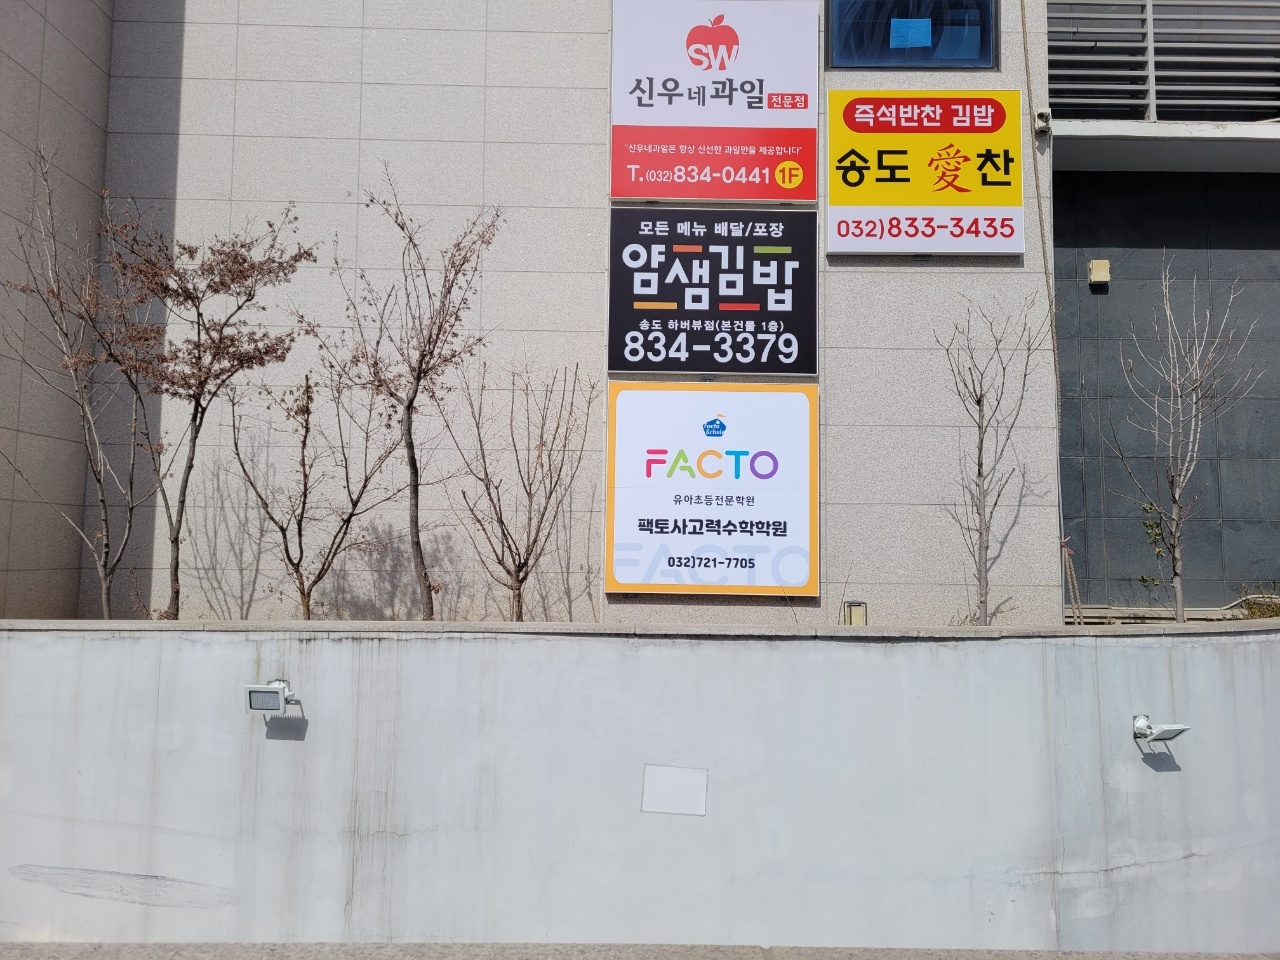 SW
신우네과일 전문점
"신우네과일은 항상 신선한 과일만을 제공합니다"
T.(032)834-0441 1F
즉석반찬 김밥
송도 愛찬
032)833-3435
모든 메뉴 배달/포장
얌샘김밥
송도 하버뷰점(본건물 1층)
834-3379
Facto
Schule
FACTO
유아초등전문학원
팩토사고력수학학원
032)721-7705
FACTO